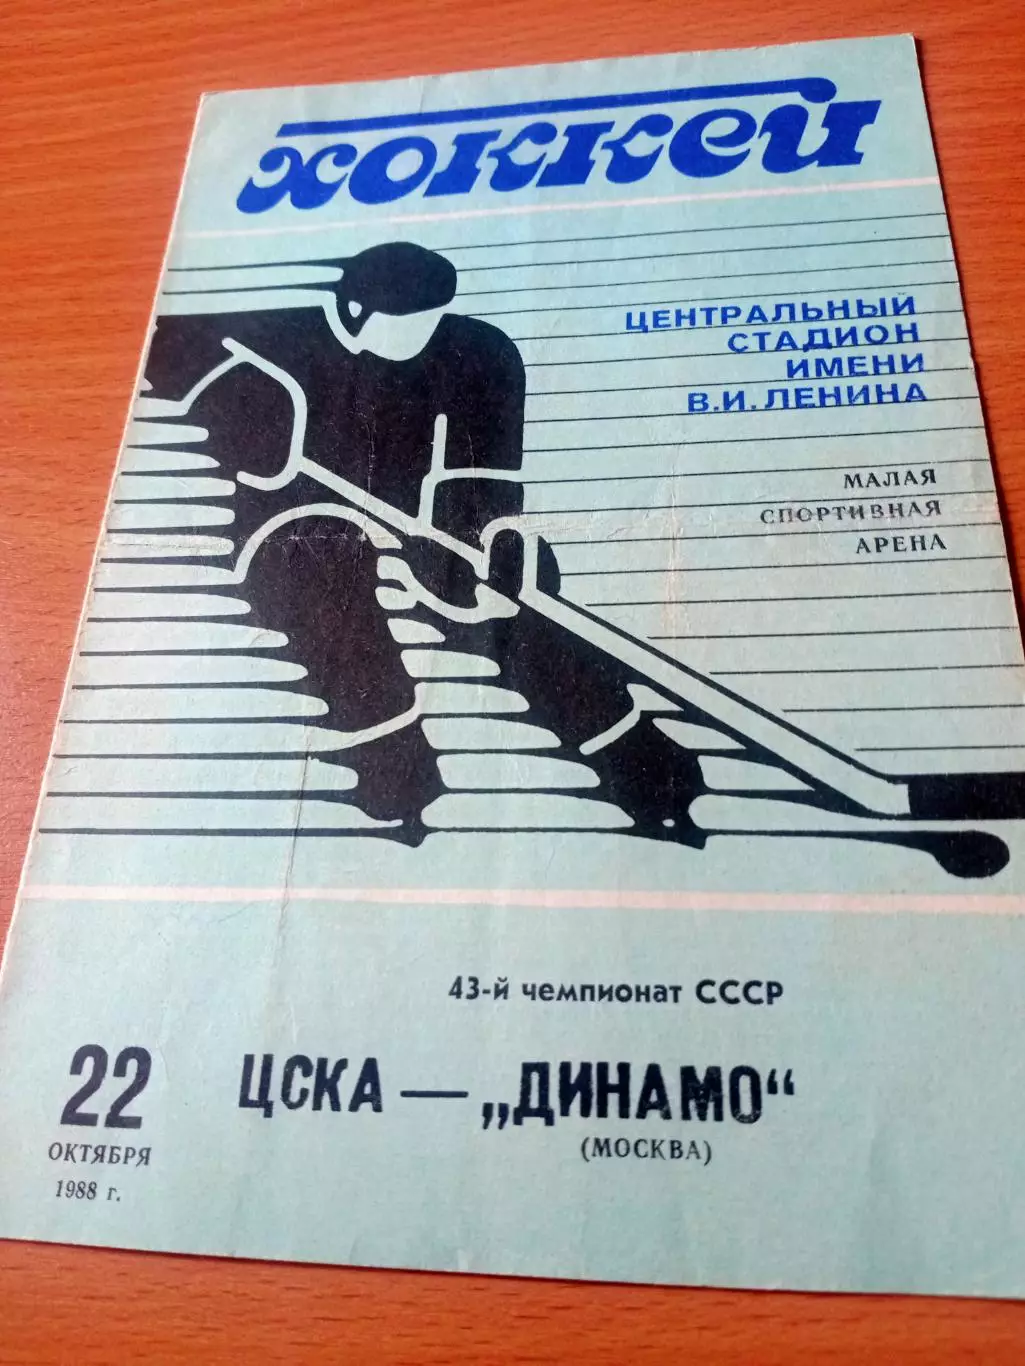 хоккей
ЦЕНТРАЛЬНЫЙ
СТАДИОН
ИМЕНИ
В.И. ЛЕНИНА
МАЛАЯ
СПОРТИВНАЯ
АРЕНА
43-й чемпионат СССР
22
ОКТЯБРЯ
1988 г.
ЦСКА — „ДИНАМО“
(МОСКВА)